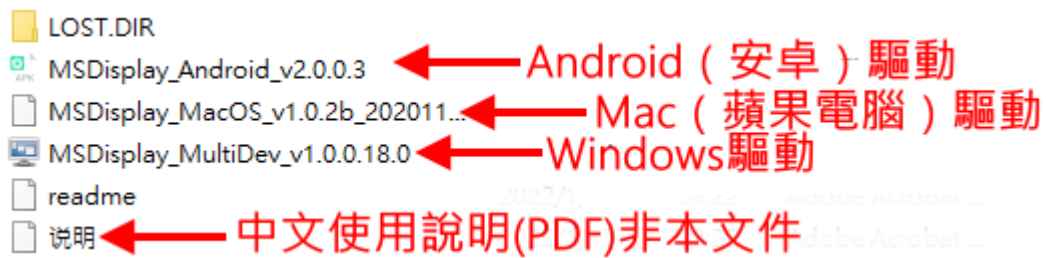 LOST.DIR
MSDisplay_Android_v2.0.0.3 Android（安卓）驅動
MSDisplay_MacOS_v1.0.2b_202011... Mac（蘋果電腦）驅動
MSDisplay_MultiDev_v1.0.0.18.0 Windows驅動
readme
说明 中文使用說明(PDF)非本文件